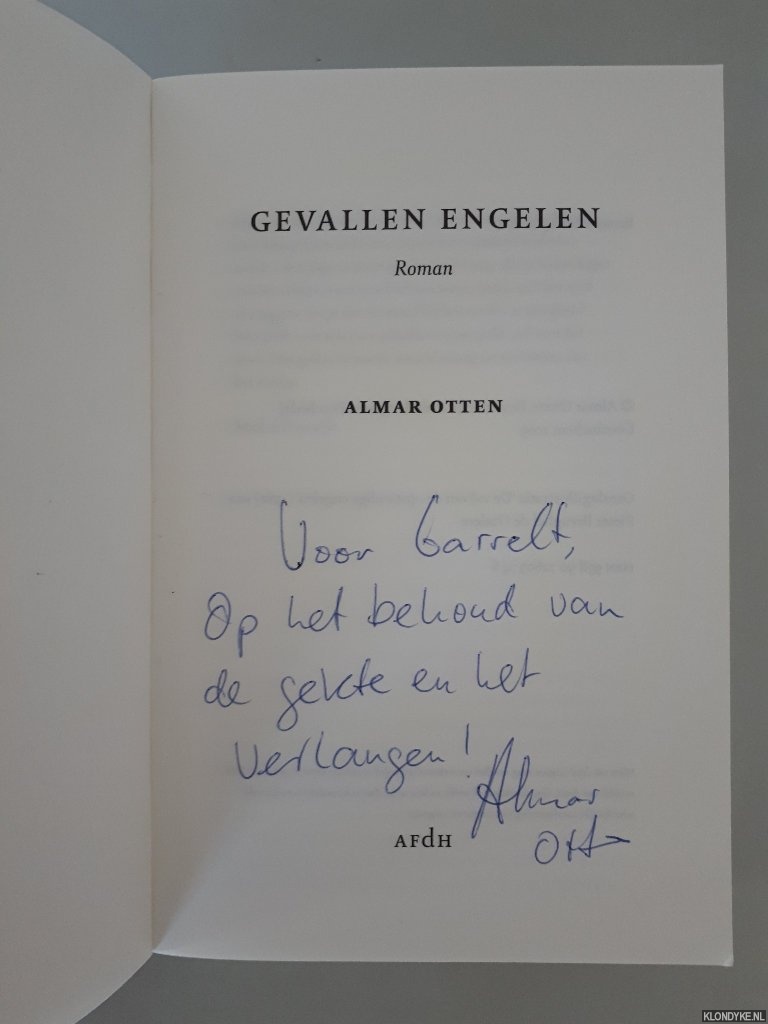 GEVALLEN ENGELEN
Roman
ALMAR OTTEN
Voor Garrelt,
Op het behoud van
de gekte en het
verlangen!
Almar
Otten
AFdH
KLONDYKE.NL